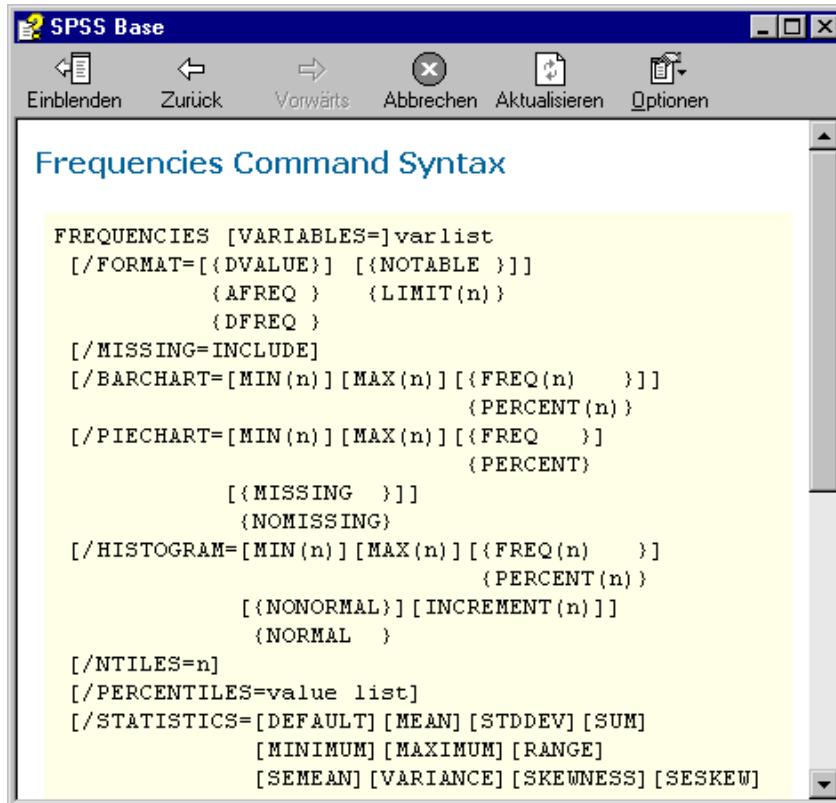 SPSS Base
Einblenden Zurück Vorwärts Abbrechen Aktualisieren Optionen
Frequencies Command Syntax
FREQUENCIES [VARIABLES=]varlist
[/FORMAT=[{DVALUE}] [{NOTABLE }]]
{AFREQ } {LIMIT(n)}
{DFREQ }
[/MISSING=INCLUDE]
[/BARCHART=[MIN(n)][MAX(n)][{FREQ(n) }]]
{PERCENT(n)}
[/PIECHART=[MIN(n)][MAX(n)][{FREQ }]
{PERCENT}
[{MISSING }]]
{NOMISSING}
[/HISTOGRAM=[MIN(n)][MAX(n)][{FREQ(n) }]
{PERCENT(n)}
[{NONORMAL}][INCREMENT(n)]]
{NORMAL }
[/NTILES=n]
[/PERCENTILES=value list]
[/STATISTICS=[DEFAULT][MEAN][STDDEV][SUM]
[MINIMUM][MAXIMUM][RANGE]
[SEMEAN][VARIANCE][SKEWNESS][SESKEW]